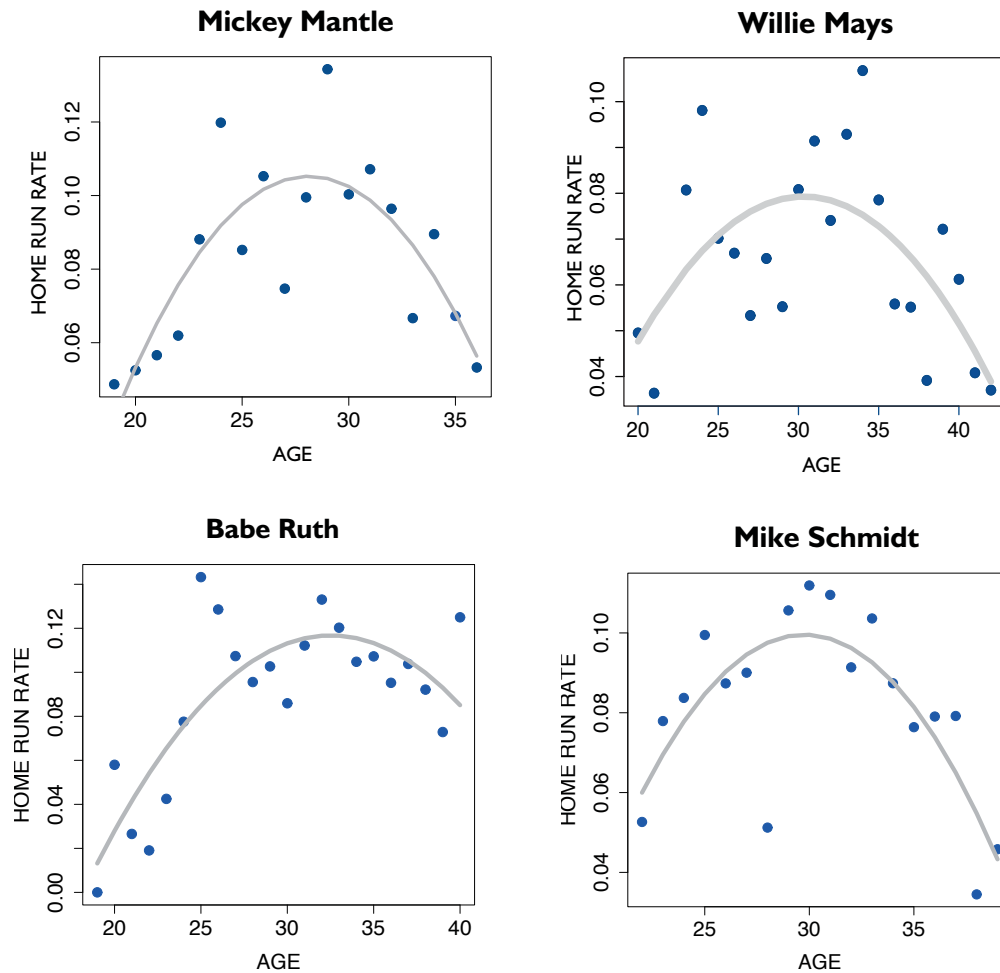 Mickey Mantle
HOME RUN RATE
0.12
0.10
0.08
0.06
20 25 30 35
AGE
Willie Mays
HOME RUN RATE
0.10
0.08
0.06
0.04
20 25 30 35 40
AGE
Babe Ruth
HOME RUN RATE
0.12
0.08
0.04
0.00
20 25 30 35 40
AGE
Mike Schmidt
HOME RUN RATE
0.10
0.08
0.06
0.04
25 30 35
AGE